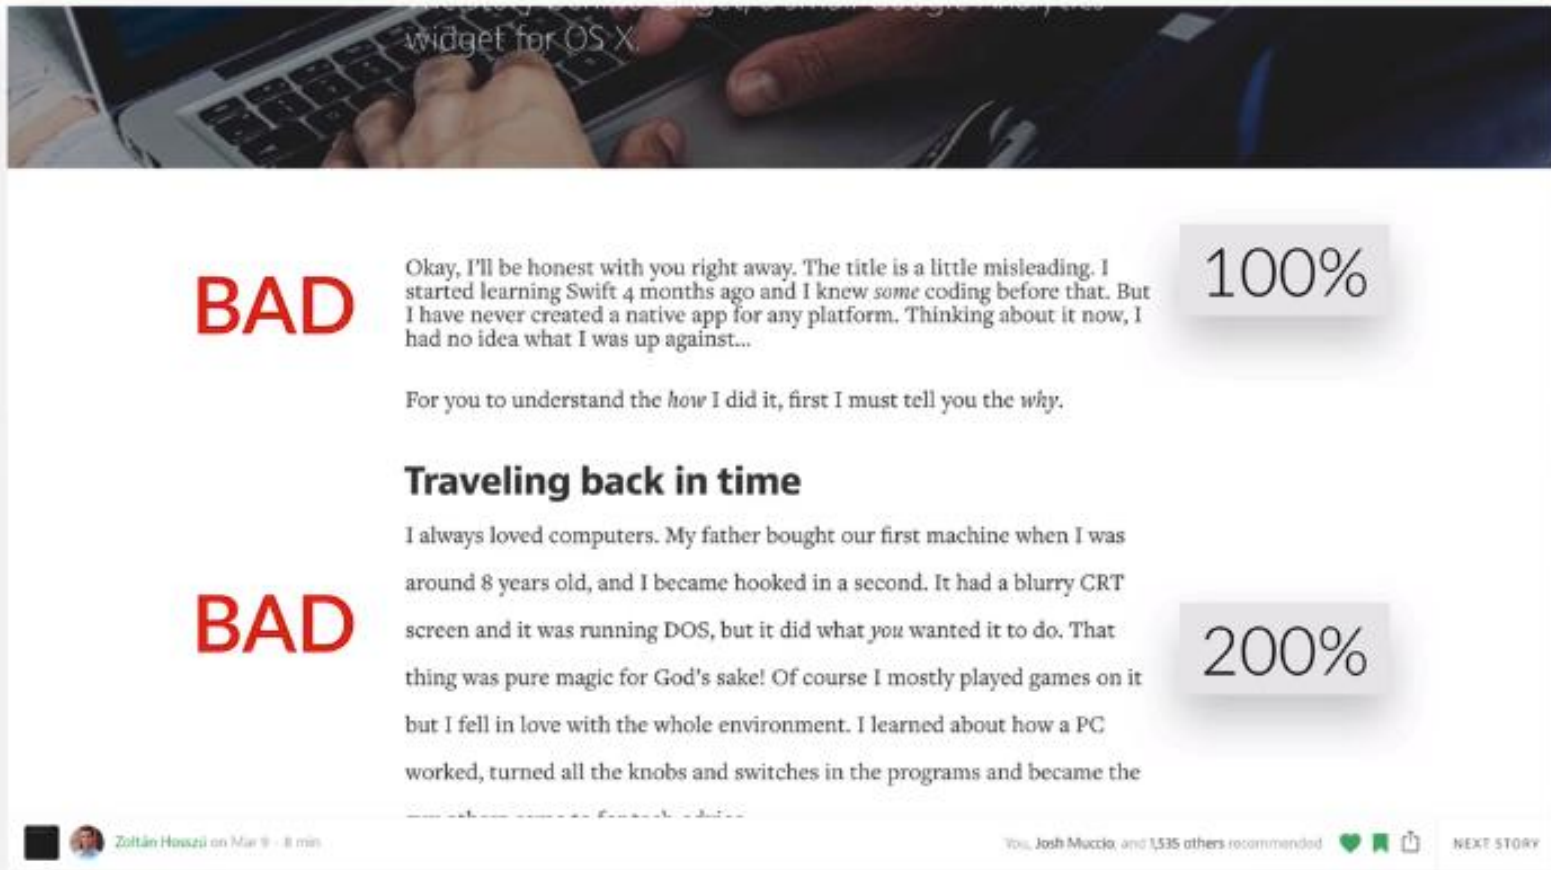 widget for OS X.
100%
BAD
Okay, I'll be honest with you right away. The title is a little misleading. I
started learning Swift 4 months ago and I knew some coding before that. But
I have never created a native app for any platform. Thinking about it now, I
had no idea what I was up against...
For you to understand the how I did it, first I must tell you the why.
Traveling back in time
I always loved computers. My father bought our first machine when I was
around 8 years old, and I became hooked in a second. It had a blurry CRT
BAD
200%
screen and it was running DOS, but it did what you wanted it to do. That
thing was pure magic for God's sake! Of course I mostly played games on it
but I fell in love with the whole environment. I learned about how a PC
worked, turned all the knobs and switches in the programs and became the
Zoltán on Mar 9 · 8 min
You, Josh Muccio, and 1,535 others recommended
NEXT STORY